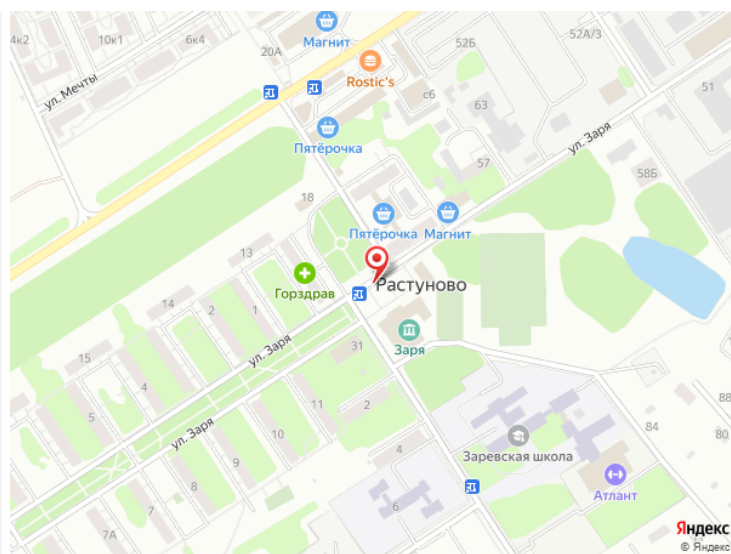 4к2
10к1
6к4
20А
Магнит
52Б
52А/3
ул. Мечты
Rostic's
с6
63
51
Пятёрочка
ул. Заря
57
58Б
18
Пятёрочка
Магнит
13
Горздрав
Растуново
14
2
1
ул. Заря
Заря
15
4
31
5
ул. Заря
11
2
88
10
4
84
80
9
Заревская школа
8
Атлант
6
7А
Яндекс
© Яндекс